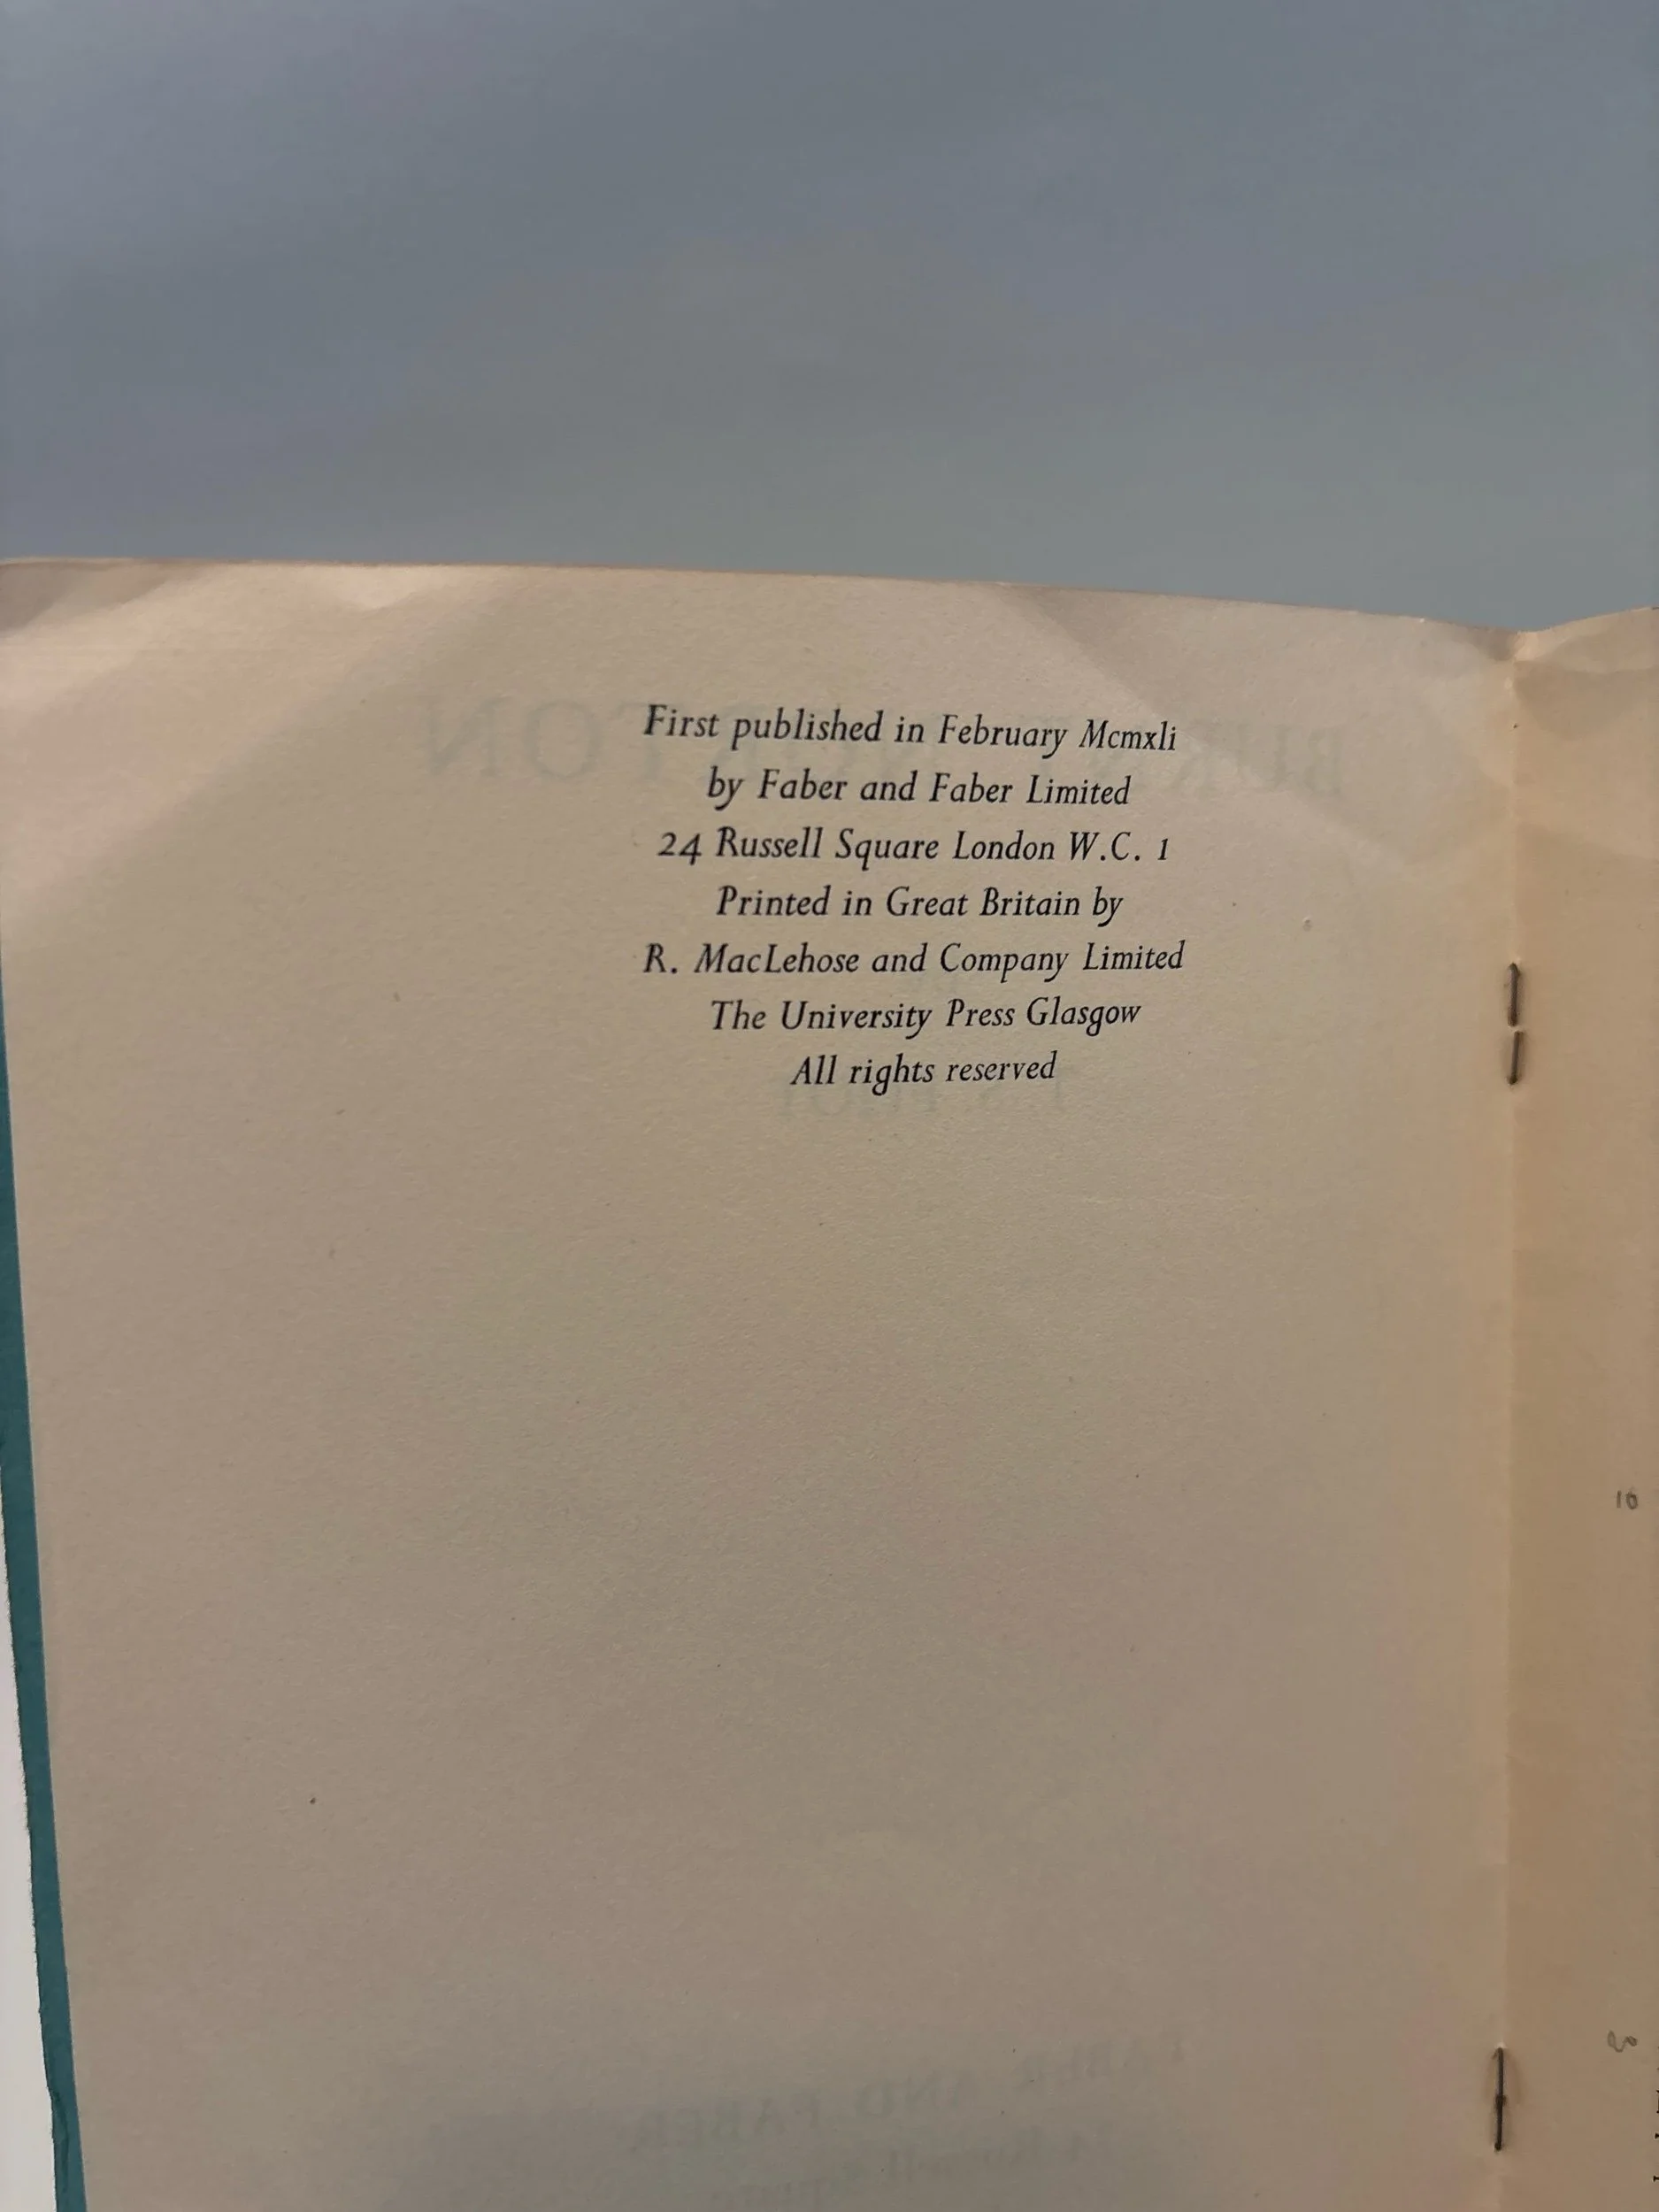 First published in February Mcmxli
by Faber and Faber Limited
24 Russell Square London W.C. 1
Printed in Great Britain by
R. MacLehose and Company Limited
The University Press Glasgow
All rights reserved
10